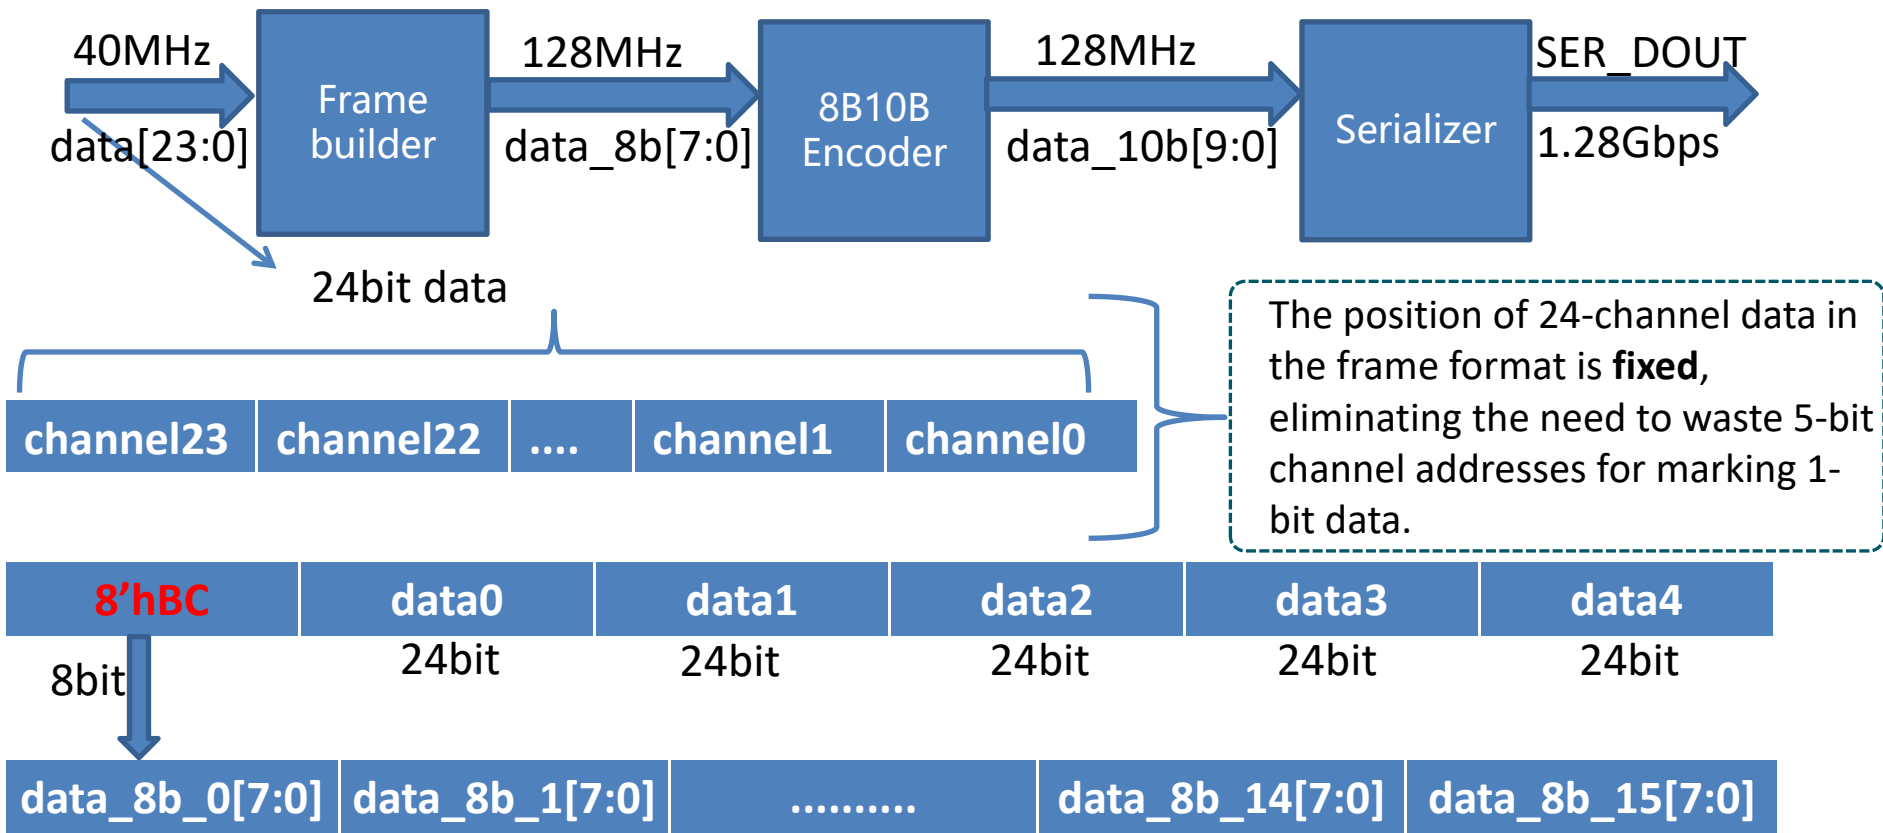 40MHz
data[23:0]
Frame
builder
128MHz
data_8b[7:0]
8B10B
Encoder
128MHz
data_10b[9:0]
Serializer
SER_DOUT
1.28Gbps
24bit data
channel23 channel22 .... channel1 channel0
The position of 24-channel data in
the frame format is fixed,
eliminating the need to waste 5-bit
channel addresses for marking 1-
bit data.
8’hBC data0 data1 data2 data3 data4
8bit 24bit 24bit 24bit 24bit 24bit
data_8b_0[7:0] data_8b_1[7:0] .......... data_8b_14[7:0] data_8b_15[7:0]